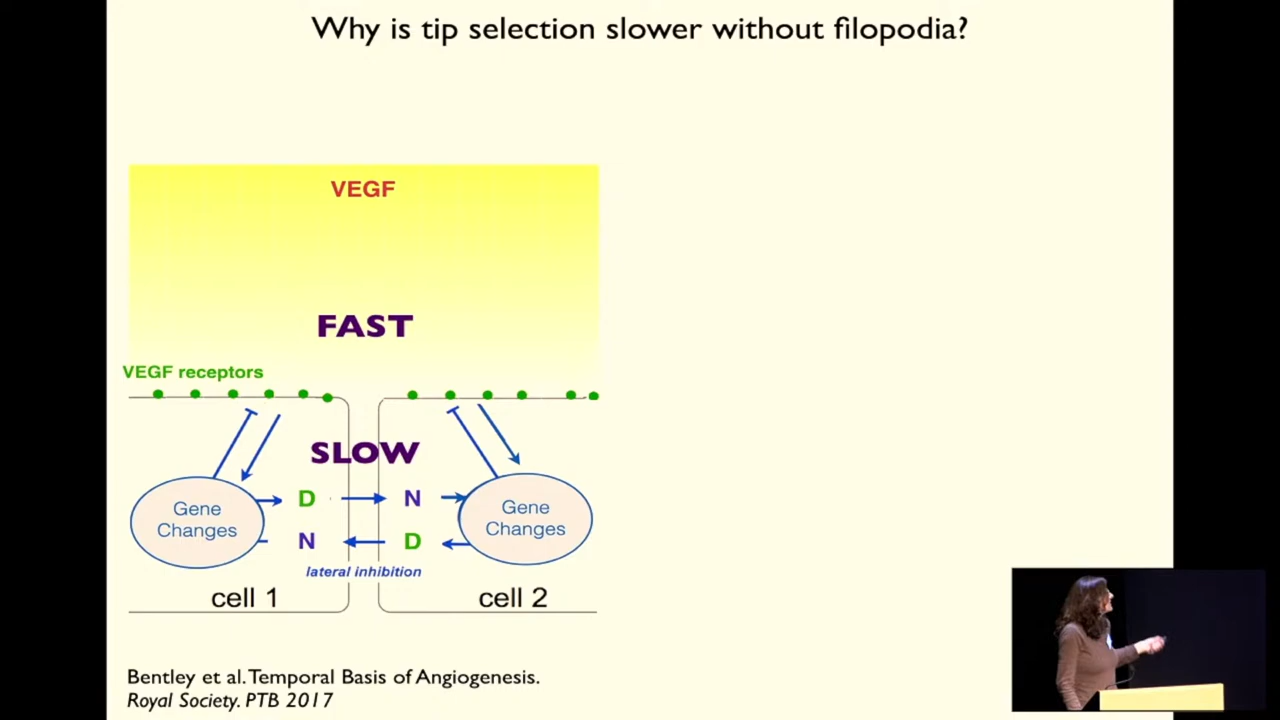 Why is tip selection slower without filopodia?
VEGF
FAST
VEGF receptors
SLOW
Gene
Changes
D
N
Gene
Changes
N
D
lateral inhibition
cell 1
cell 2
Bentley et al. Temporal Basis of Angiogenesis.
Royal Society. PTB 2017